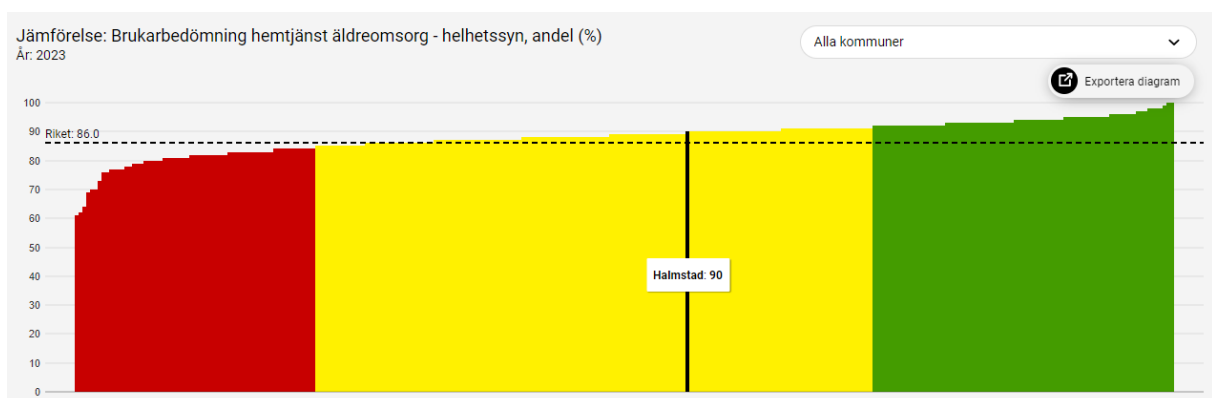 Jämförelse: Brukarbedömning hemtjänst äldreomsorg - helhetssyn, andel (%)
År: 2023
Alla kommuner
Exportera diagram
100
90
Riket: 86.0
80
70
60
50
40
Halmstad: 90
30
20
10
0